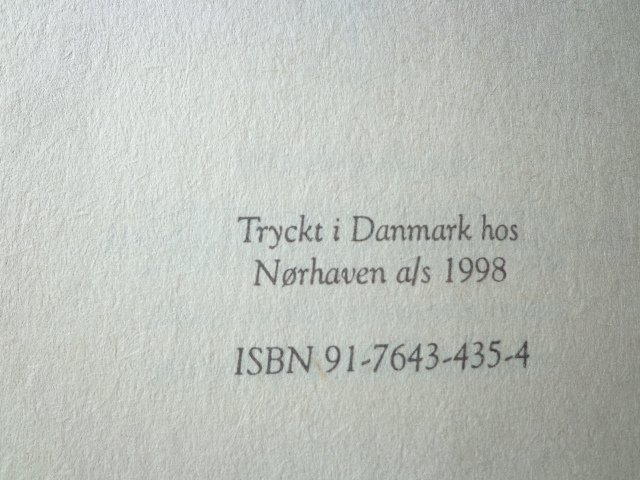 Tryckt i Danmark hos
Nørhaven a/s 1998
ISBN 91-7643-435-4